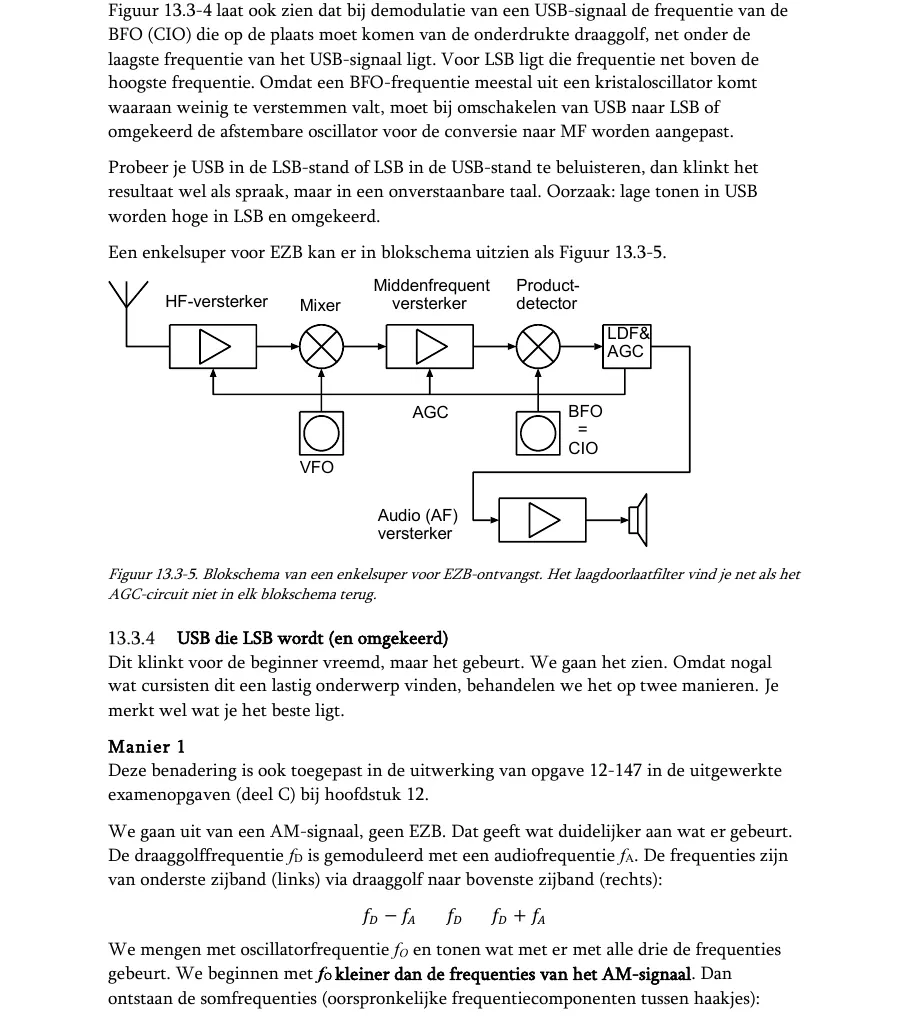 Figuur 13.3-4 laat ook zien dat bij demodulatie van een USB-signaal de frequentie van de
BFO (CIO) die op de plaats moet komen van de onderdrukte draaggolf, net onder de
laagste frequentie van het USB-signaal ligt. Voor LSB ligt die frequentie net boven de
hoogste frequentie. Omdat een BFO-frequentie meestal uit een kristaloscillator komt
waaraan weinig te verstemmen valt, moet bij omschakelen van USB naar LSB of
omgekeerd de afstembare oscillator voor de conversie naar MF worden aangepast.
Probeer je USB in de LSB-stand of LSB in de USB-stand te beluisteren, dan klinkt het
resultaat wel als spraak, maar in een onverstaanbare taal. Oorzaak: lage tonen in USB
worden hoge in LSB en omgekeerd.
Een enkelsuper voor EZB kan er in blokschema uitzien als Figuur 13.3-5.
HF-versterker
Mixer
Middenfrequent
versterker
Product-
detector
LDF&
AGC
AGC
VFO
BFO
=
CIO
Audio (AF)
versterker
Figuur 13.3-5. Blokschema van een enkelsuper voor EZB-ontvangst. Het laagdoorlaatfilter vind je net als het
AGC-circuit niet in elk blokschema terug.
13.3.4 USB die LSB wordt (en omgekeerd)
Dit klinkt voor de beginner vreemd, maar het gebeurt. We gaan het zien. Omdat nogal
wat cursisten dit een lastig onderwerp vinden, behandelen we het op twee manieren. Je
merkt wel wat je het beste ligt.
Manier 1
Deze benadering is ook toegepast in de uitwerking van opgave 12-147 in de uitgewerkte
examenopgaven (deel C) bij hoofdstuk 12.
We gaan uit van een AM-signaal, geen EZB. Dat geeft wat duidelijker aan wat er gebeurt.
De draaggolffrequentie fD is gemoduleerd met een audiofrequentie fA. De frequenties zijn
van onderste zijband (links) via draaggolf naar bovenste zijband (rechts):
fD − fA fD fD + fA
We mengen met oscillatorfrequentie fO en tonen wat met er met alle drie de frequenties
gebeurt. We beginnen met fO kleiner dan de frequenties van het AM-signaal. Dan
ontstaan de somfrequenties (oorspronkelijke frequentiecomponenten tussen haakjes):